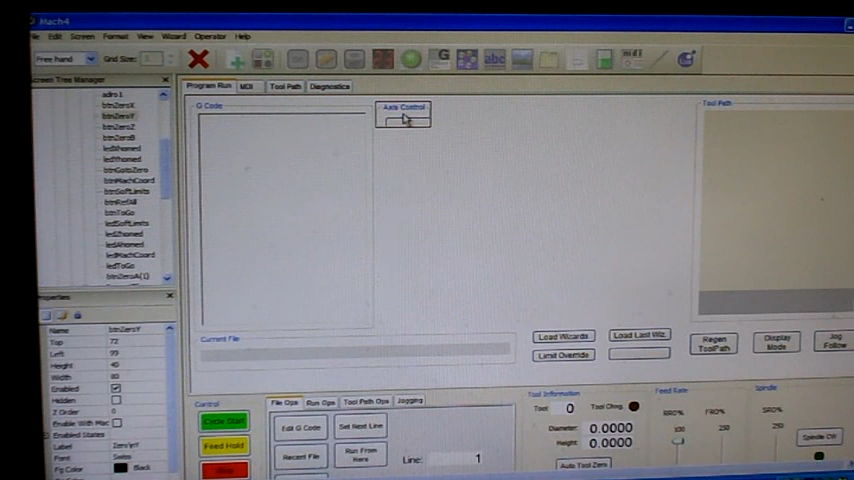 Mach4
Edit Screen Format View Wizard Operator Help
Free hand Grid Size: 1
Screen Tree Manager
Program Run MDI Tool Path Diagnostics
btnZeroX
btnZeroY
btnZeroZ
btnZeroB
ledXhomed
ledYhomed
btnGotoZero
btnMachCoord
btnSoftLimits
btnRefAll
btnToGo
ledSoftLimits
ledZhomed
ledAhomed
ledMachCoord
ledToGo
btnZeroA(1)
G Code
Axis Control
Tool Path
Properties
Name btnZeroY
Top 72
Left 99
Height 40
Width 80
Enabled
Hidden
Z Order 0
Enable With Mac
Enabled States
Label Zero\nY
Font Swiss
Fg Color Black
Current File
Load Wizards
Load Last Wiz.
Limit Override
Regen ToolPath
Display Mode
Jog Follow
Control
Cycle Start
Feed Hold
Stop
File Ops Run Ops Tool Path Ops Jogging
Edit G Code
Set Next Line
Recent File
Run From Here
Line: 1
Tool Information
Tool: 0 Tool Chng.
Diameter: 0.0000
Height: 0.0000
Auto Tool Zero
Feed Rate
RRO% FRO%
100 250
Spindle
SRO%
250
Spindle CW